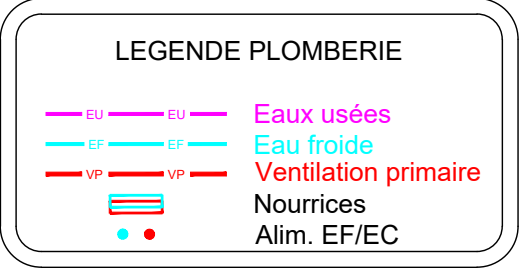 LEGENDE PLOMBERIE
EU EU Eaux usées
EF EF Eau froide
VP VP Ventilation primaire
Nourrices
Alim. EF/EC